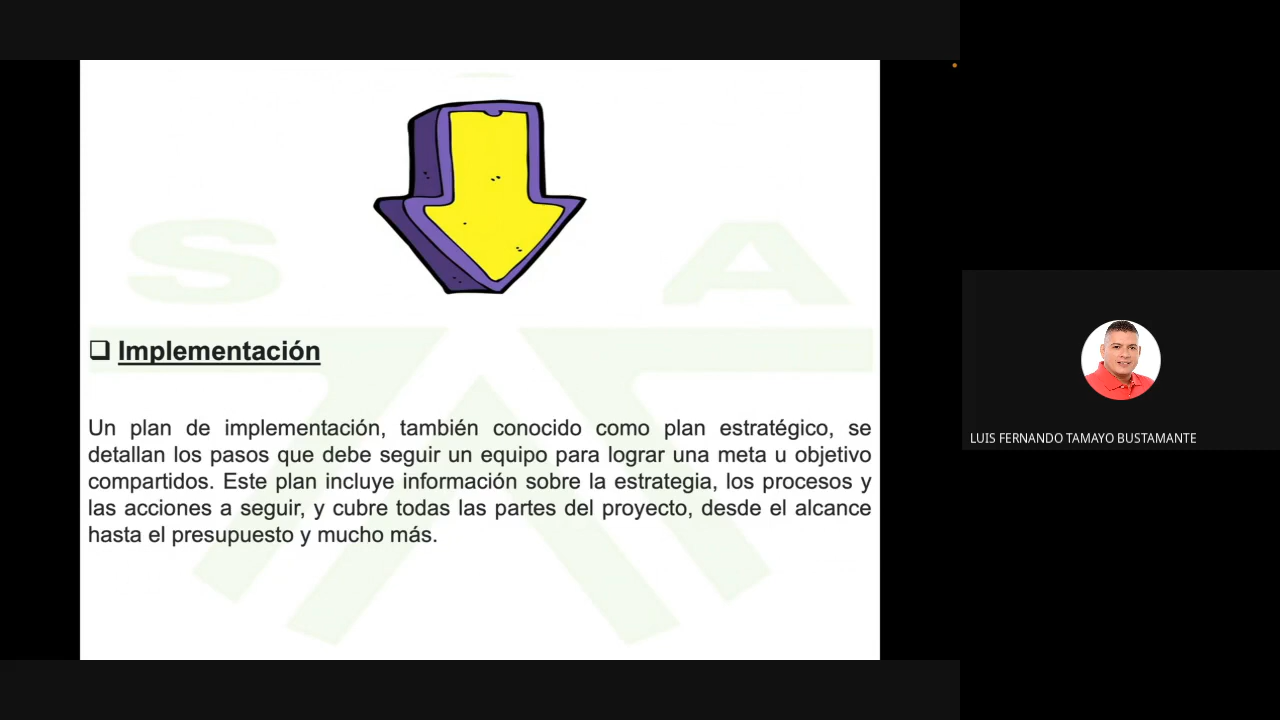 S A
❑ Implementación
Un plan de implementación, también conocido como plan estratégico, se
detallan los pasos que debe seguir un equipo para lograr una meta u objetivo
compartidos. Este plan incluye información sobre la estrategia, los procesos y
las acciones a seguir, y cubre todas las partes del proyecto, desde el alcance
hasta el presupuesto y mucho más.
LUIS FERNANDO TAMAYO BUSTAMANTE